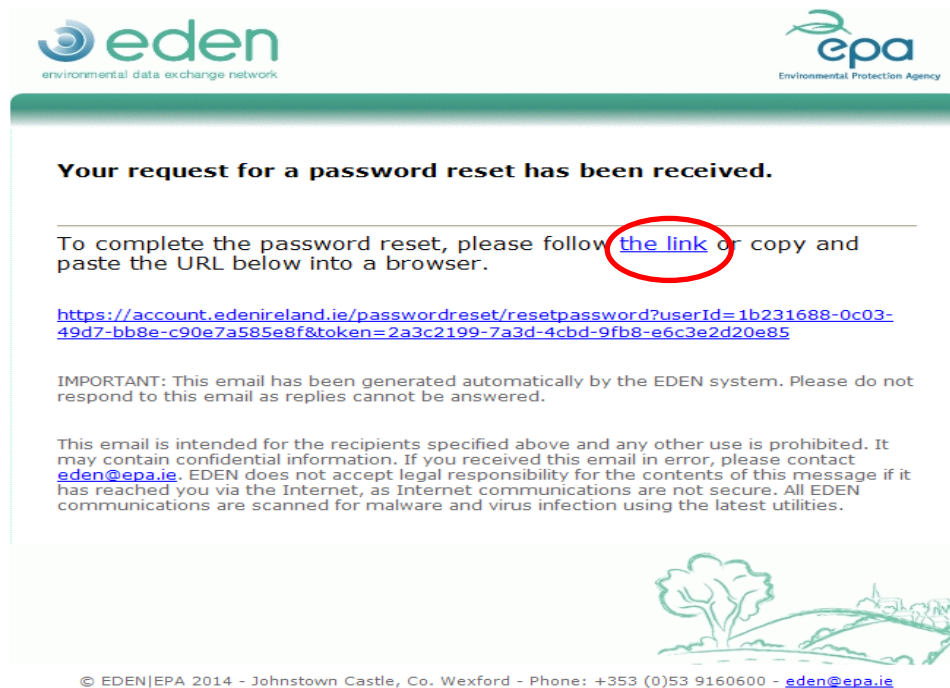 eden
environmental data exchange network
epa
Environmental Protection Agency
Your request for a password reset has been received.
To complete the password reset, please follow the link or copy and
paste the URL below into a browser.
https://account.edenireland.ie/passwordreset/resetpassword?userId=1b231688-0c03-
49d7-bb8e-c90e7a585e8f&token=2a3c2199-7a3d-4cbd-9fb8-e6c3e2d20e85
IMPORTANT: This email has been generated automatically by the EDEN system. Please do not
respond to this email as replies cannot be answered.
This email is intended for the recipients specified above and any other use is prohibited. It
may contain confidential information. If you received this email in error, please contact
eden@epa.ie. EDEN does not accept legal responsibility for the contents of this message if it
has reached you via the Internet, as Internet communications are not secure. All EDEN
communications are scanned for malware and virus infection using the latest utilities.
© EDEN|EPA 2014 - Johnstown Castle, Co. Wexford - Phone: +353 (0)53 9160600 - eden@epa.ie